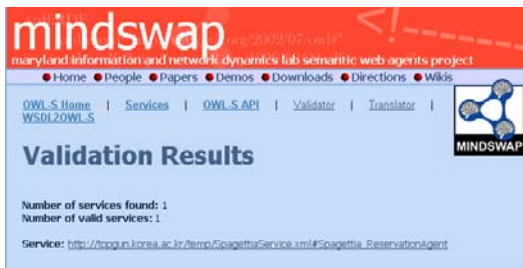 mindswap
maryland information and network dynamics lab semantic web agents project
Home People Papers Demos Downloads Directions Wikis
OWL-S Home | Services | OWL-S API | Validator | Translator |
WSDL2OWL-S
MINDSWAP
Validation Results
Number of services found: 1
Number of valid services: 1
Service: http://topgun.korea.ac.kr/temp/SpagettiaService.xml#Spagettia_ReservationAgent